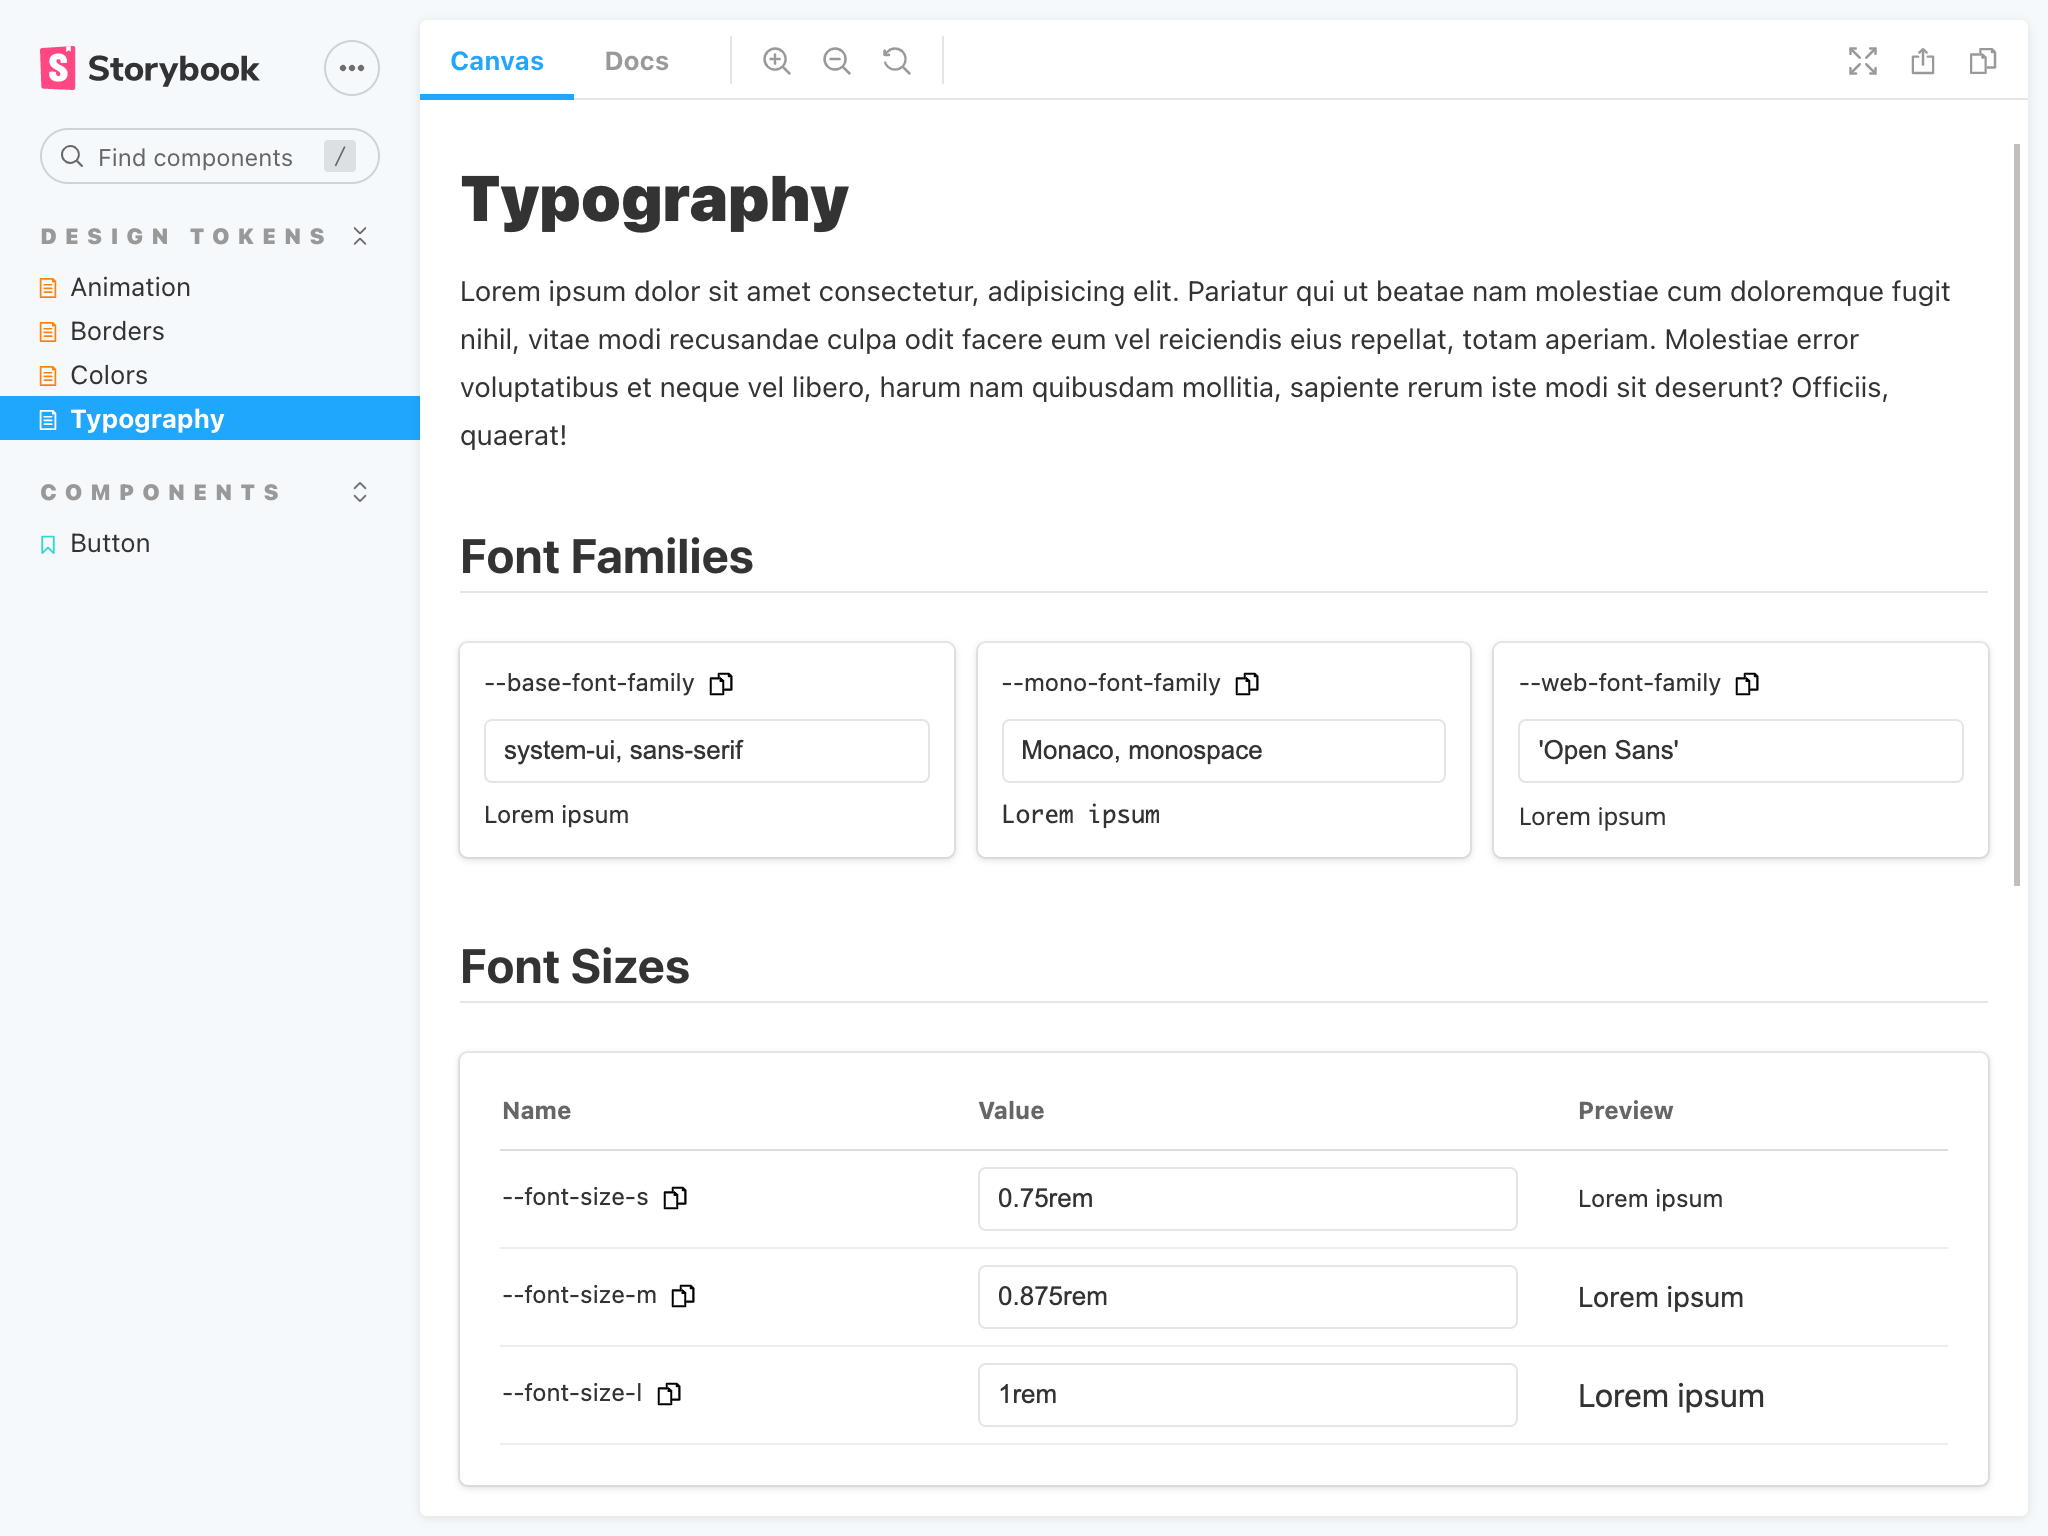 Storybook
Find components /
DESIGN TOKENS
Animation
Borders
Colors
Typography
COMPONENTS
Button
Canvas Docs
Typography
Lorem ipsum dolor sit amet consectetur, adipisicing elit. Pariatur qui ut beatae nam molestiae cum doloremque fugit
nihil, vitae modi recusandae culpa odit facere eum vel reiciendis eius repellat, totam aperiam. Molestiae error
voluptatibus et neque vel libero, harum nam quibusdam mollitia, sapiente rerum iste modi sit deserunt? Officiis,
quaerat!
Font Families
--base-font-family
system-ui, sans-serif
Lorem ipsum
--mono-font-family
Monaco, monospace
Lorem ipsum
--web-font-family
'Open Sans'
Lorem ipsum
Font Sizes
Name Value Preview
--font-size-s 0.75rem Lorem ipsum
--font-size-m 0.875rem Lorem ipsum
--font-size-l 1rem Lorem ipsum